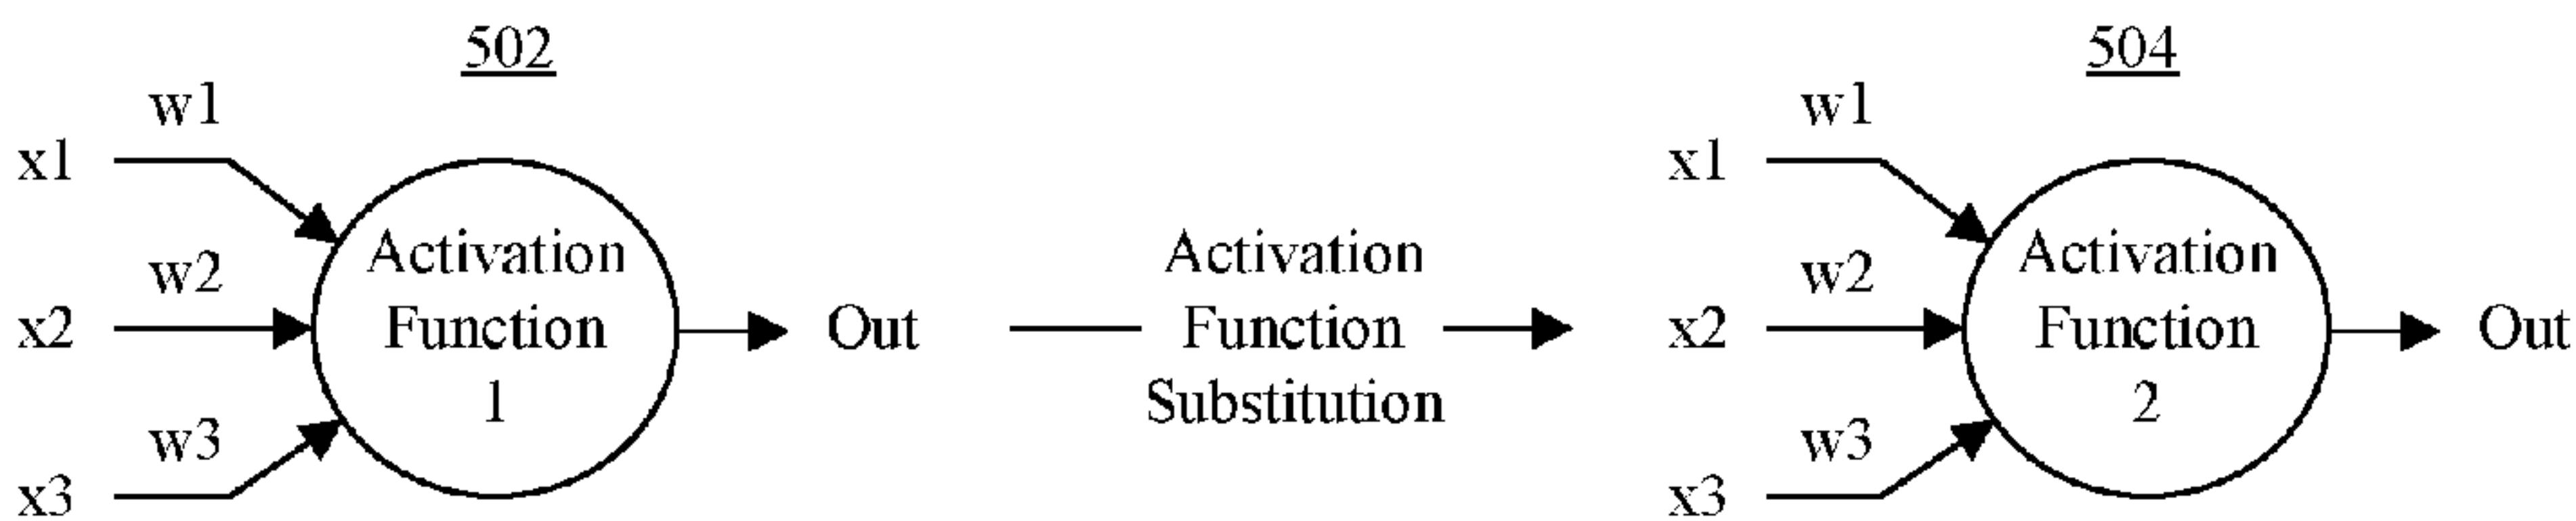 502
w1
x1
w2
x2
w3
x3
Activation
Function
1
Out
Activation
Function
Substitution
504
w1
x1
w2
x2
w3
x3
Activation
Function
2
Out